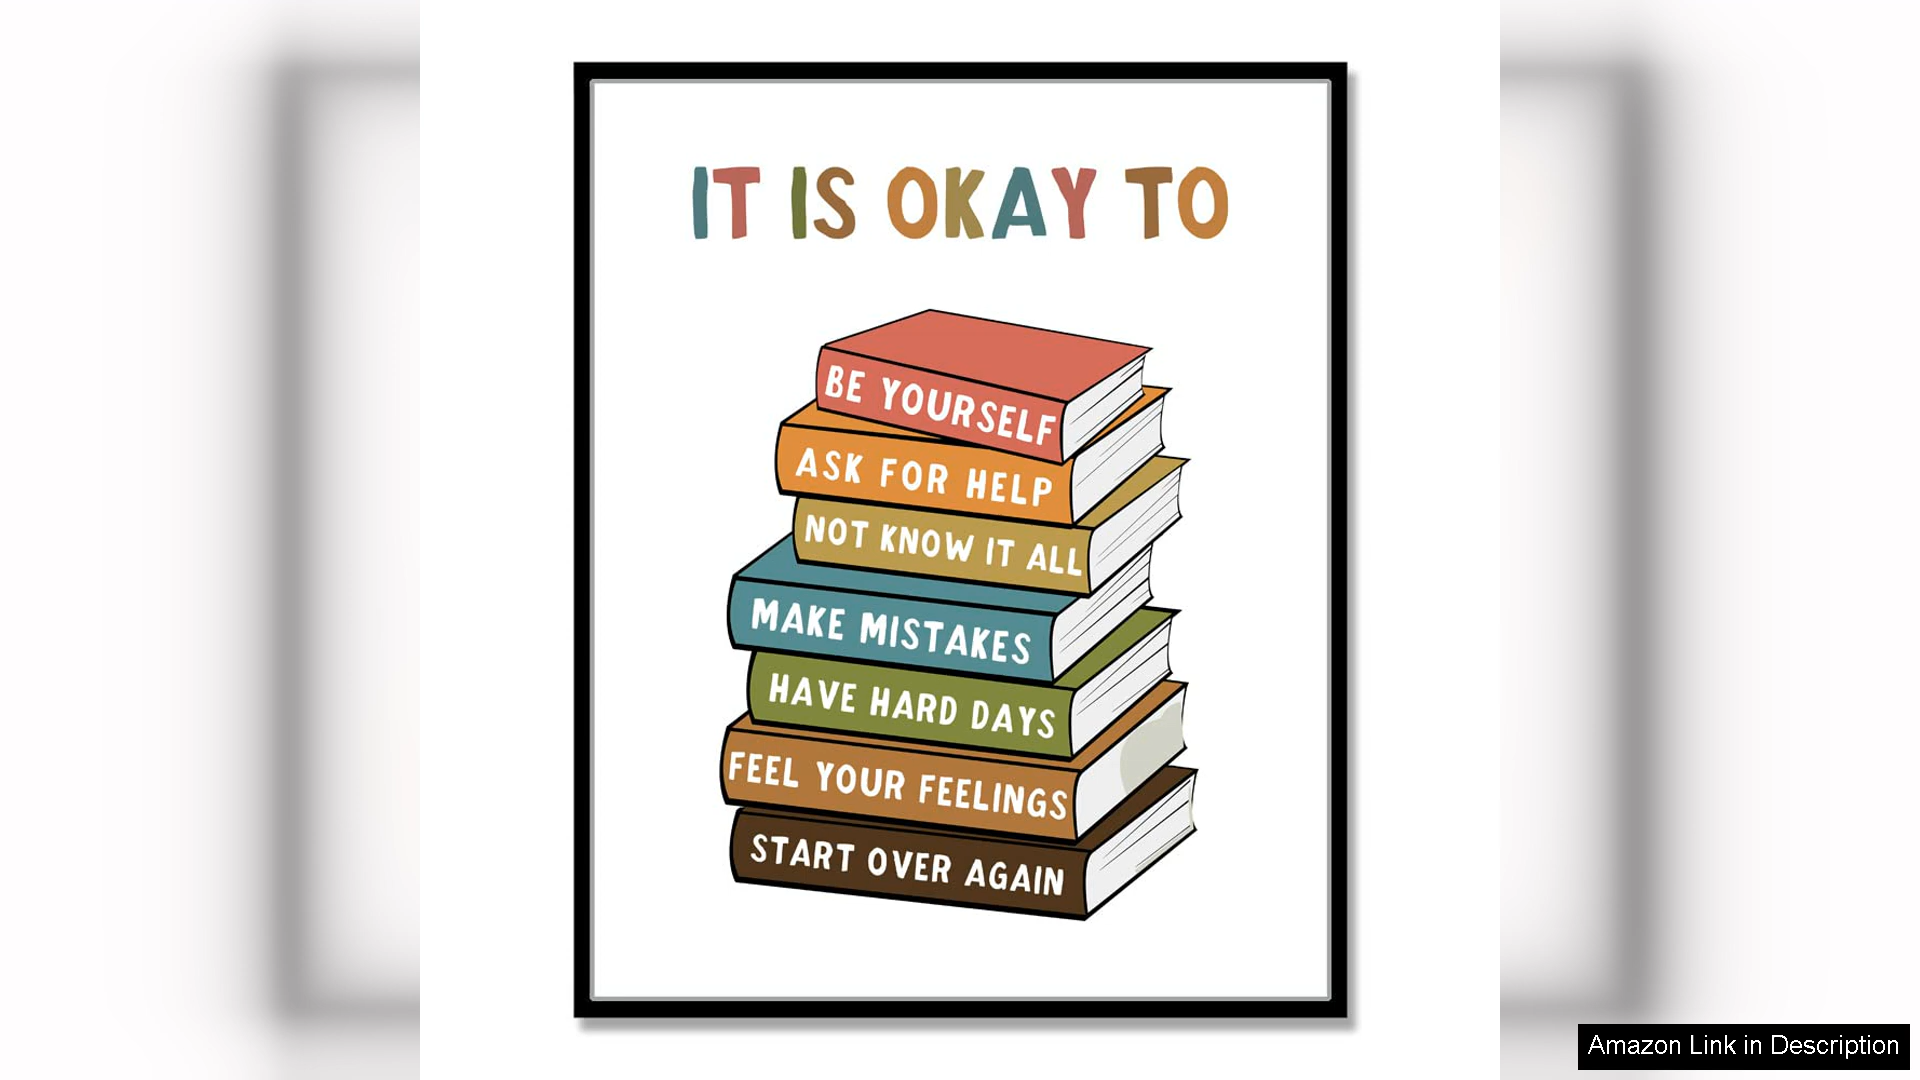 IT IS OKAY TO
BE YOURSELF
ASK FOR HELP
NOT KNOW IT ALL
MAKE MISTAKES
HAVE HARD DAYS
FEEL YOUR FEELINGS
START OVER AGAIN
Amazon Link in Description